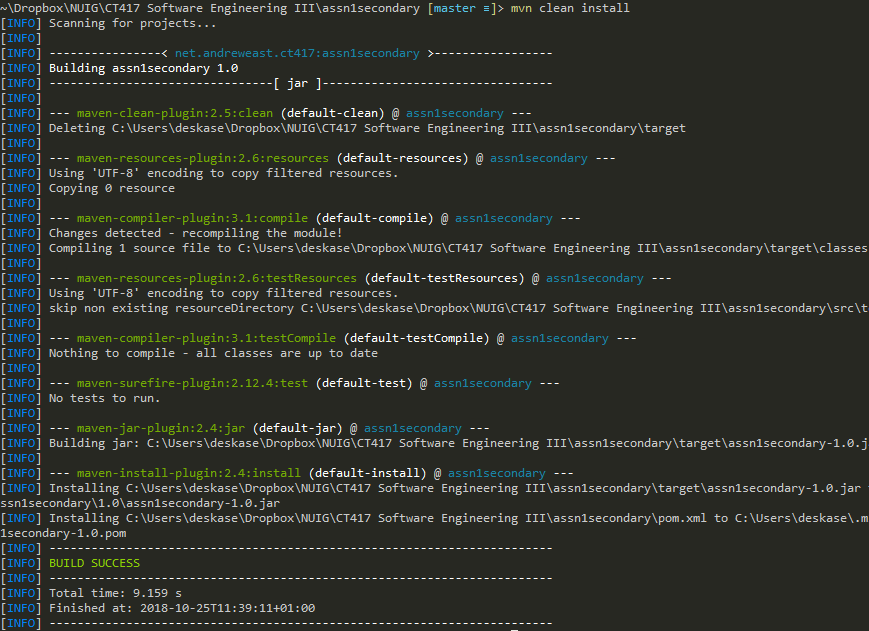 ~\Dropbox\NUIG\CT417 Software Engineering III\assn1secondary [master ≡]> mvn clean install
[INFO] Scanning for projects...
[INFO]
[INFO] ----------------< net.andreweast.ct417:assn1secondary >-----------------
[INFO] Building assn1secondary 1.0
[INFO] --------------------------------[ jar ]---------------------------------
[INFO]
[INFO] --- maven-clean-plugin:2.5:clean (default-clean) @ assn1secondary ---
[INFO] Deleting C:\Users\deskase\Dropbox\NUIG\CT417 Software Engineering III\assn1secondary\target
[INFO]
[INFO] --- maven-resources-plugin:2.6:resources (default-resources) @ assn1secondary ---
[INFO] Using 'UTF-8' encoding to copy filtered resources.
[INFO] Copying 0 resource
[INFO]
[INFO] --- maven-compiler-plugin:3.1:compile (default-compile) @ assn1secondary ---
[INFO] Changes detected - recompiling the module!
[INFO] Compiling 1 source file to C:\Users\deskase\Dropbox\NUIG\CT417 Software Engineering III\assn1secondary\target\classes
[INFO]
[INFO] --- maven-resources-plugin:2.6:testResources (default-testResources) @ assn1secondary ---
[INFO] Using 'UTF-8' encoding to copy filtered resources.
[INFO] skip non existing resourceDirectory C:\Users\deskase\Dropbox\NUIG\CT417 Software Engineering III\assn1secondary\src\t
[INFO]
[INFO] --- maven-compiler-plugin:3.1:testCompile (default-testCompile) @ assn1secondary ---
[INFO] Nothing to compile - all classes are up to date
[INFO]
[INFO] --- maven-surefire-plugin:2.12.4:test (default-test) @ assn1secondary ---
[INFO] No tests to run.
[INFO]
[INFO] --- maven-jar-plugin:2.4:jar (default-jar) @ assn1secondary ---
[INFO] Building jar: C:\Users\deskase\Dropbox\NUIG\CT417 Software Engineering III\assn1secondary\target\assn1secondary-1.0.j
[INFO]
[INFO] --- maven-install-plugin:2.4:install (default-install) @ assn1secondary ---
[INFO] Installing C:\Users\deskase\Dropbox\NUIG\CT417 Software Engineering III\assn1secondary\target\assn1secondary-1.0.jar
ssn1secondary\1.0\assn1secondary-1.0.jar
[INFO] Installing C:\Users\deskase\Dropbox\NUIG\CT417 Software Engineering III\assn1secondary\pom.xml to C:\Users\deskase\.m
1secondary-1.0.pom
[INFO] ------------------------------------------------------------------------
[INFO] BUILD SUCCESS
[INFO] ------------------------------------------------------------------------
[INFO] Total time: 9.159 s
[INFO] Finished at: 2018-10-25T11:39:11+01:00
[INFO] ------------------------------------------------------------------------